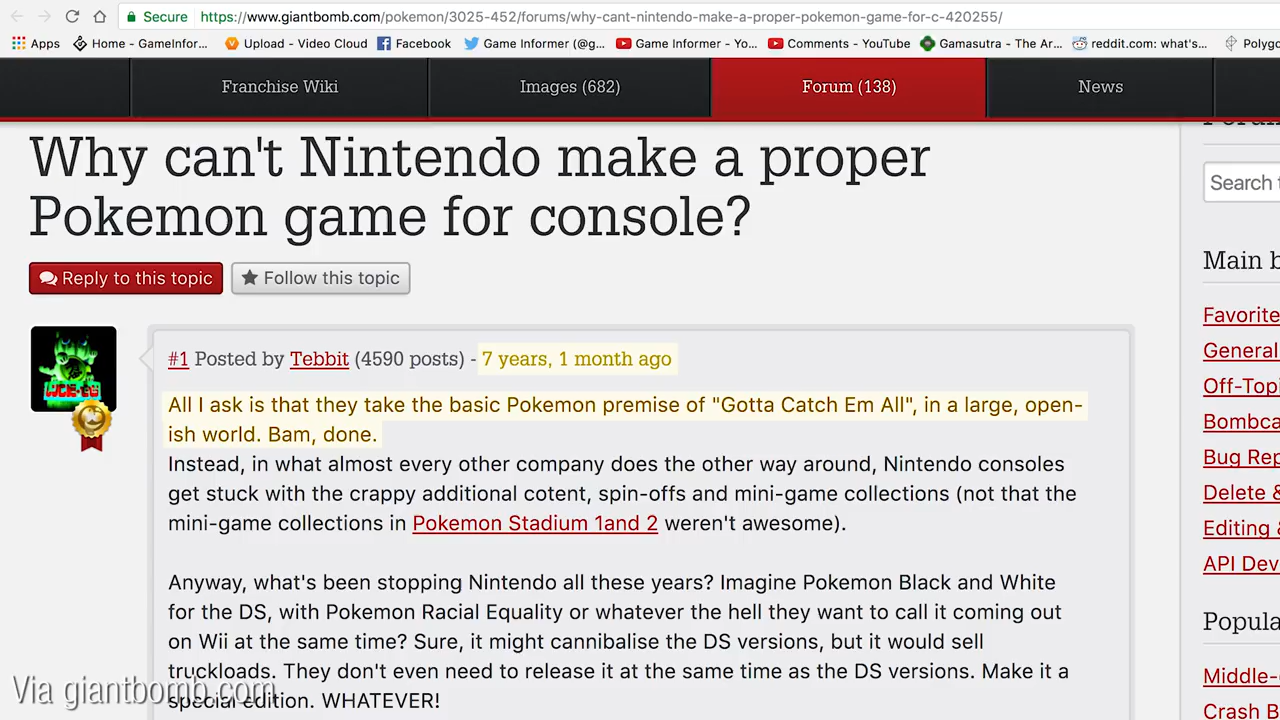 Secure https://www.giantbomb.com/pokemon/3025-452/forums/why-cant-nintendo-make-a-proper-pokemon-game-for-c-420255/
Apps Home - GameInfor... Upload - Video Cloud Facebook Game Informer (@g... Game Informer - Yo... Comments - YouTube Gamasutra - The Ar... reddit.com: what's... Polygo
Franchise Wiki Images (682) Forum (138) News
Why can't Nintendo make a proper
Pokemon game for console?
Search t
Reply to this topic Follow this topic
Main b
Favorite
General
Off-Topi
Bombca
Bug Rep
Delete &
Editing &
API Dev
Popula
Middle-
Crash B
#1 Posted by Tebbit (4590 posts) - 7 years, 1 month ago
All I ask is that they take the basic Pokemon premise of "Gotta Catch Em All", in a large, open-
ish world. Bam, done.
Instead, in what almost every other company does the other way around, Nintendo consoles
get stuck with the crappy additional cotent, spin-offs and mini-game collections (not that the
mini-game collections in Pokemon Stadium 1and 2 weren't awesome).
Anyway, what's been stopping Nintendo all these years? Imagine Pokemon Black and White
for the DS, with Pokemon Racial Equality or whatever the hell they want to call it coming out
on Wii at the same time? Sure, it might cannibalise the DS versions, but it would sell
truckloads. They don't even need to release it at the same time as the DS versions. Make it a
special edition. WHATEVER!
Via giantbomb.com